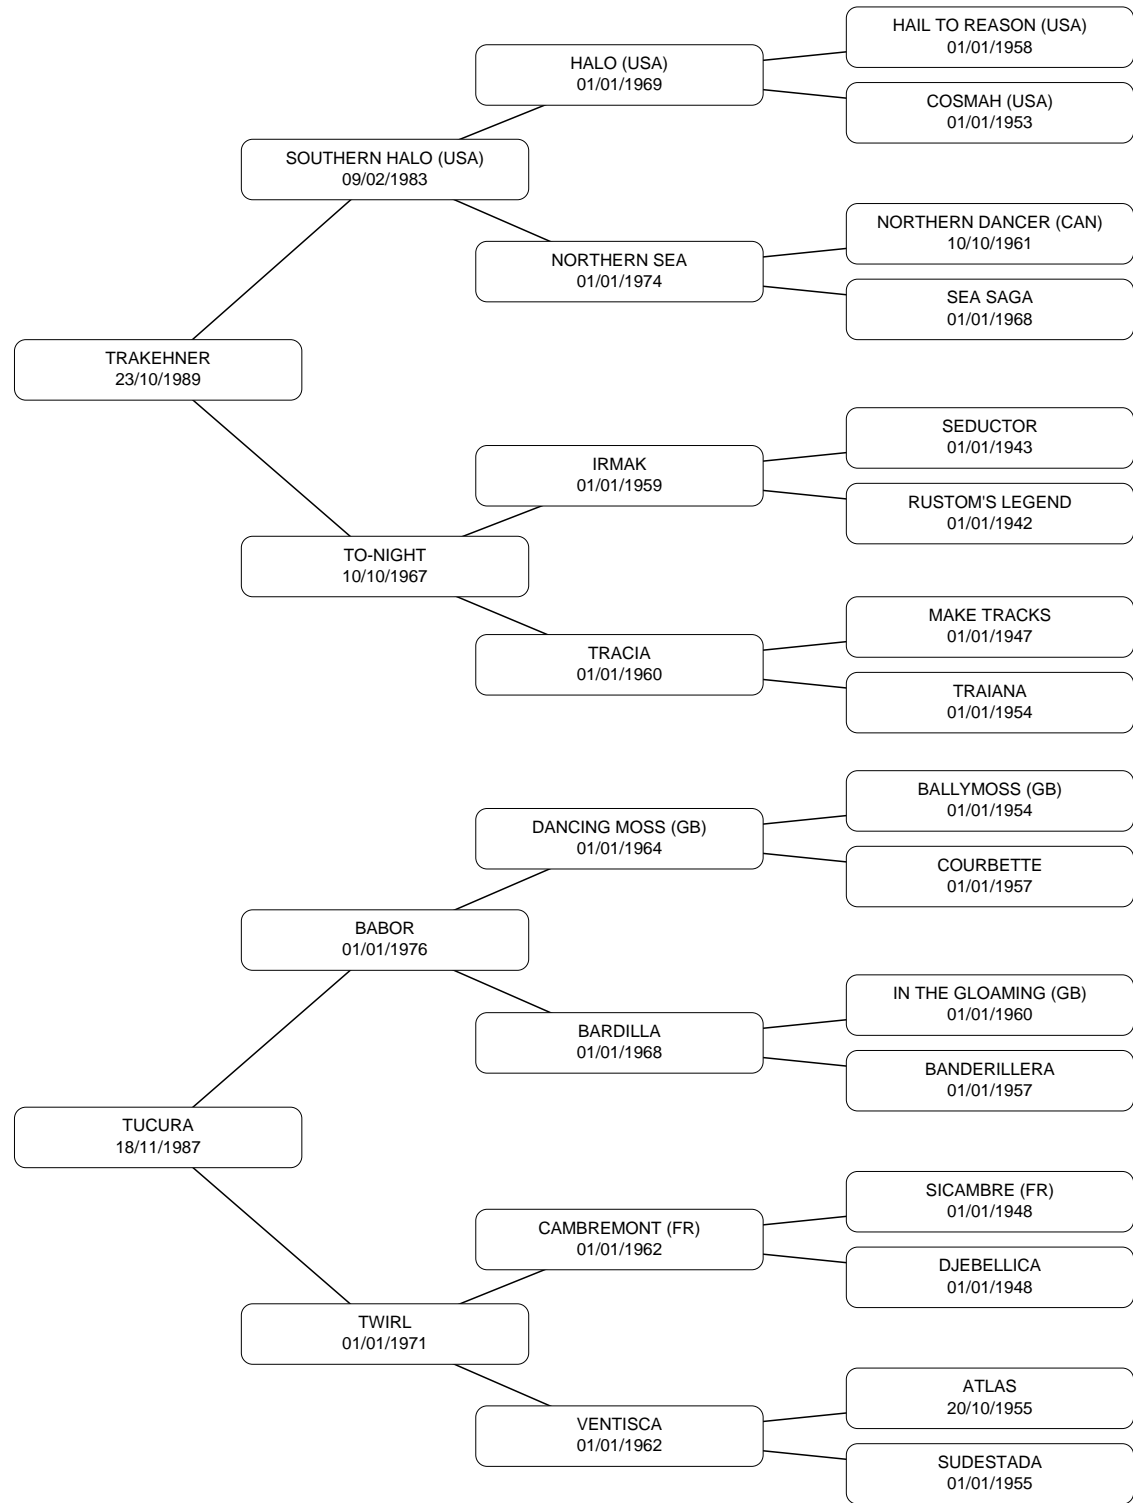 HAIL TO REASON (USA)
01/01/1958
HALO (USA)
01/01/1969
COSMAH (USA)
01/01/1953
SOUTHERN HALO (USA)
09/02/1983
NORTHERN DANCER (CAN)
10/10/1961
NORTHERN SEA
01/01/1974
SEA SAGA
01/01/1968
TRAKEHNER
23/10/1989
SEDUCTOR
01/01/1943
IRMAK
01/01/1959
RUSTOM'S LEGEND
01/01/1942
TO-NIGHT
10/10/1967
MAKE TRACKS
01/01/1947
TRACIA
01/01/1960
TRAIANA
01/01/1954
BALLYMOSS (GB)
01/01/1954
DANCING MOSS (GB)
01/01/1964
COURBETTE
01/01/1957
BABOR
01/01/1976
IN THE GLOAMING (GB)
01/01/1960
BARDILLA
01/01/1968
BANDERILLERA
01/01/1957
TUCURA
18/11/1987
SICAMBRE (FR)
01/01/1948
CAMBREMONT (FR)
01/01/1962
DJEBELLICA
01/01/1948
TWIRL
01/01/1971
ATLAS
20/10/1955
VENTISCA
01/01/1962
SUDESTADA
01/01/1955